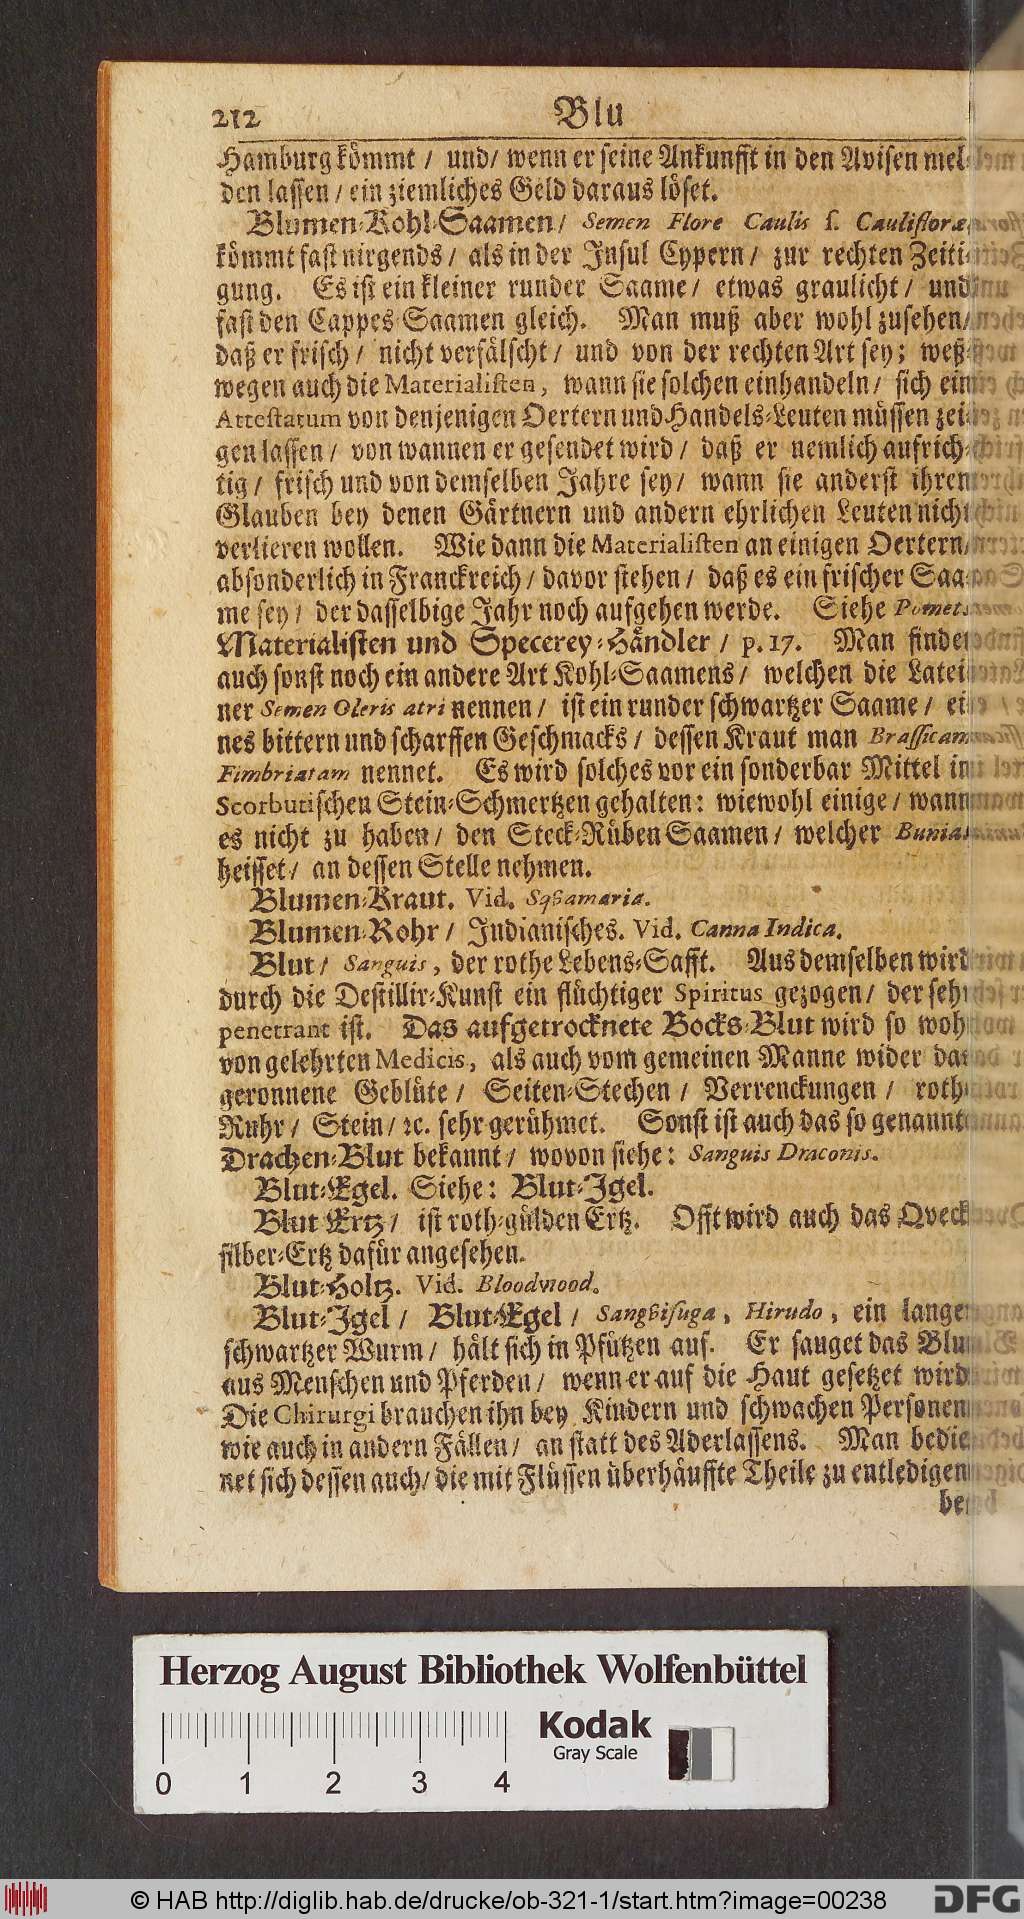 212 Blu
Hamburg kömmt / und / wenn er seine Ankunfft in den Avisen mel-
den lassen / ein ziemliches Geld daraus löset.
Blumen-Kohl-Saamen / Semen Flore Caulis s. Caulifloræ,
kömmt fast nirgends / als in der Insul Cypern / zur rechten Zeiti-
gung. Es ist ein kleiner runder Saame / etwas graulicht / und
fast den Cappes-Saamen gleich. Man muß aber wohl zusehen /
daß er frisch / nicht verfälscht / und von der rechten Art sey; weß-
wegen auch die Materialisten, wann sie solchen einhandeln / sich ein
Attestatum von denjenigen Oertern und Handels-Leuten müssen zei-
gen lassen / von wannen er gesendet wird / daß er nemlich aufrich-
tig / frisch und von demselben Jahre sey / wann sie anderst ihren
Glauben bey denen Gärtnern und andern ehrlichen Leuten nicht
verlieren wollen. Wie dann die Materialisten an einigen Oertern /
absonderlich in Franckreich / davor stehen / daß es ein frischer Saa-
me sey / der dasselbige Jahr noch aufgehen werde. Siehe Pomets
Materialisten und Specerey-Händler / p. 17. Man findet
auch sonst noch ein andere Art Kohl-Saamens / welchen die Latei-
ner Semen Oleris atri nennen / ist ein runder schwartzer Saame / ei-
nes bittern und scharffen Geschmacks / dessen Kraut man Brassicam
Fimbriatam nennet. Es wird solches vor ein sonderbar Mittel in
Scorbutischen Stein-Schmertzen gehalten: wiewohl einige / wann
es nicht zu haben / den Steck-Rüben Saamen / welcher Bunias
heisset / an dessen Stelle nehmen.
Blumen-Kraut. Vid. Sqvamaria.
Blumen-Rohr / Indianisches. Vid. Canna Indica.
Blut / Sanguis, der rothe Lebens-Safft. Aus demselben wird
durch die Destillir-Kunst ein flüchtiger Spiritus gezogen / der sehr
penetrant ist. Das aufgetrocknete Bocks-Blut wird so wohl
von gelehrten Medicis, als auch vom gemeinen Manne wider das
geronnene Geblüte / Seiten-Stechen / Verrenckungen / rothe
Ruhr / Stein / ꝛc. sehr gerühmet. Sonst ist auch das so genannte
Drachen-Blut bekannt / wovon siehe: Sanguis Draconis.
Blut-Egel. Siehe: Blut-Igel.
Blut Ertz / ist roth-gülden Ertz. Offt wird auch das Qveck-
silber-Ertz dafür angesehen.
Blut-Holtz. Vid. Bloodwood.
Blut-Igel / Blut-Egel / Sangvisuga, Hirudo, ein langer
schwartzer Wurm / hält sich in Pfützen auf. Er sauget das Blut
aus Menschen und Pferden / wenn er auf die Haut gesetzet wird.
Die Chirurgi brauchen ihn bey Kindern und schwachen Personen
wie auch in andern Fällen / an statt des Aderlassens. Man bedie-
net sich dessen auch / die mit Flüssen überhäuffte Theile zu entledigen
Herzog August Bibliothek Wolfenbüttel
Kodak
Gray Scale
0 1 2 3 4
© HAB http://diglib.hab.de/drucke/ob-321-1/start.htm?image=00238
DFG